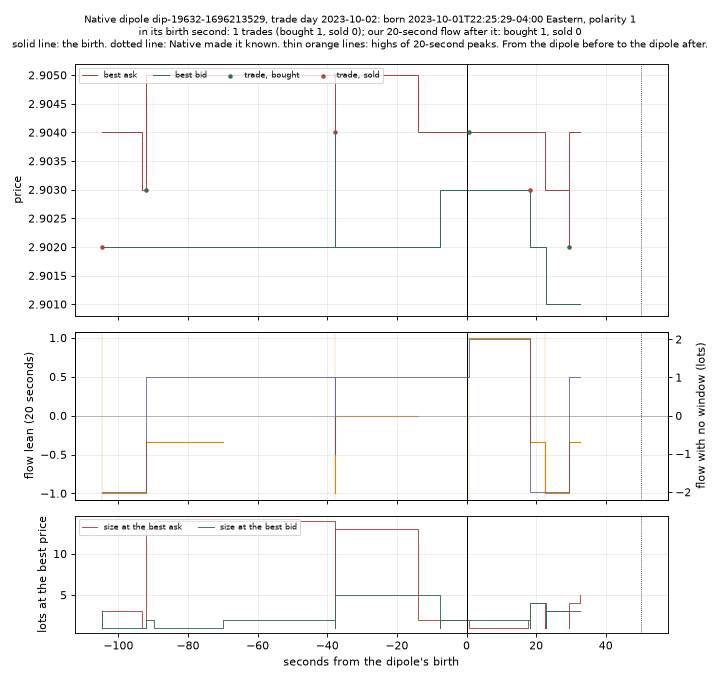 Native dipole dip-19632-1696213529, trade day 2023-10-02: born 2023-10-01T22:25:29-04:00 Eastern, polarity 1
in its birth second: 1 trades (bought 1, sold 0); our 20-second flow after it: bought 1, sold 0
solid line: the birth. dotted line: Native made it known. thin orange lines: highs of 20-second peaks. From the dipole before to the dipole after.
best ask best bid trade, bought trade, sold
2.9050
2.9045
2.9040
2.9035
2.9030
2.9025
2.9020
2.9015
2.9010
price
1.0
0.5
0.0
−0.5
−1.0
flow lean (20 seconds)
2
1
0
−1
−2
flow with no window (lots)
size at the best ask size at the best bid
10
5
lots at the best price
−100 −80 −60 −40 −20 0 20 40
seconds from the dipole's birth